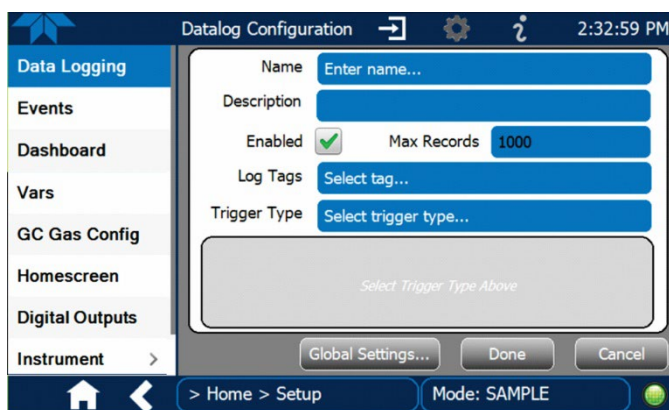 Datalog Configuration
2:32:59 PM
Data Logging
Events
Dashboard
Vars
GC Gas Config
Homescreen
Digital Outputs
Instrument >
Name Enter name...
Description
Enabled Max Records 1000
Log Tags Select tag...
Trigger Type Select trigger type...
Select Trigger Type Above
Global Settings... Done Cancel
> Home > Setup Mode: SAMPLE